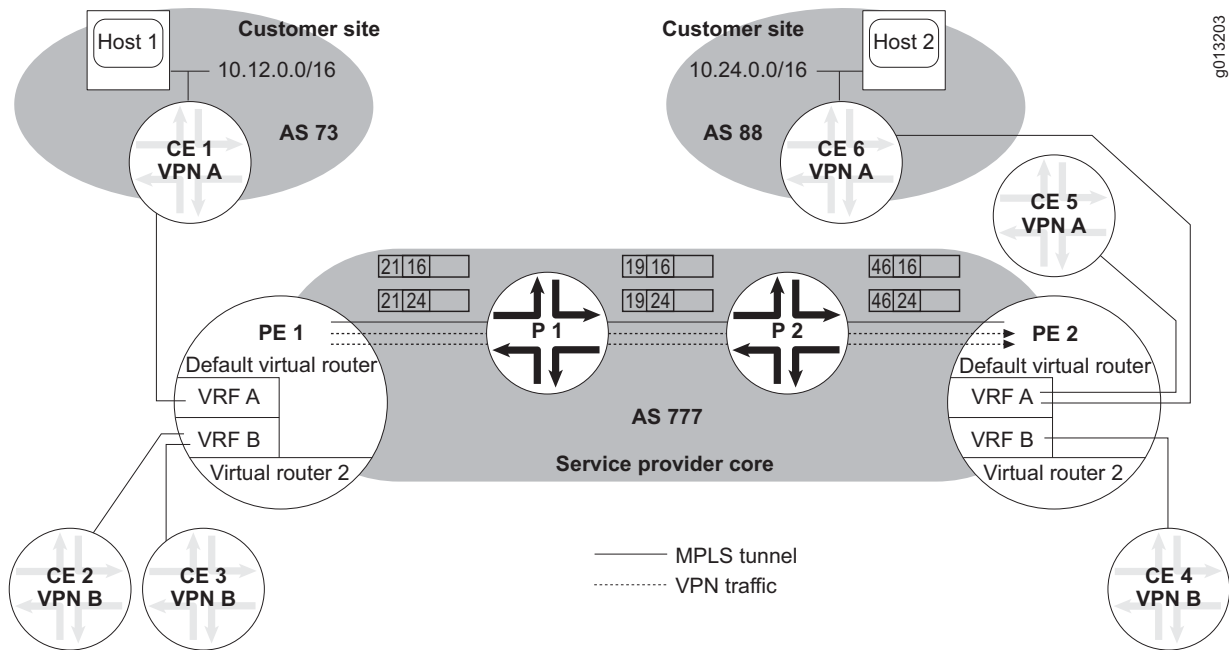 g013203
Host 1
Customer site
10.12.0.0/16
AS 73
CE 1
VPN A
Customer site
Host 2
10.24.0.0/16
AS 88
CE 6
VPN A
CE 5
VPN A
21 16
19 16
46 16
21 24
19 24
46 24
PE 1
P 1
P 2
PE 2
Default virtual router
VRF A
VRF B
Virtual router 2
Default virtual router
VRF A
VRF B
Virtual router 2
AS 777
Service provider core
CE 2
VPN B
CE 3
VPN B
MPLS tunnel
VPN traffic
CE 4
VPN B